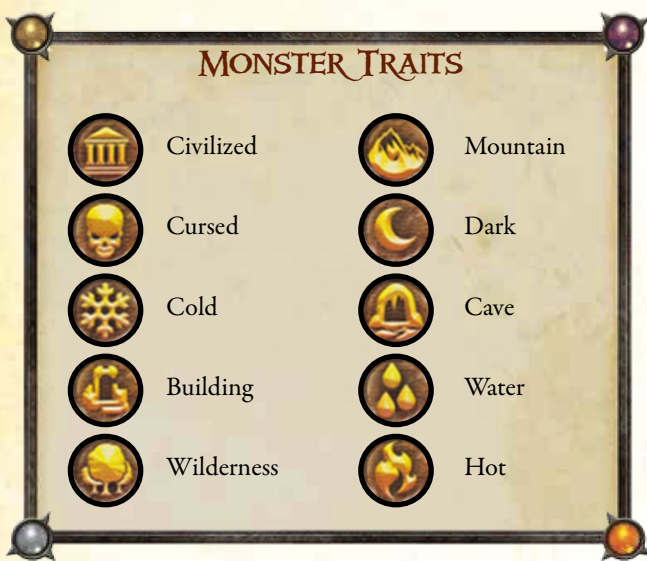 Monster Traits
Civilized
Cursed
Cold
Building
Wilderness
Mountain
Dark
Cave
Water
Hot